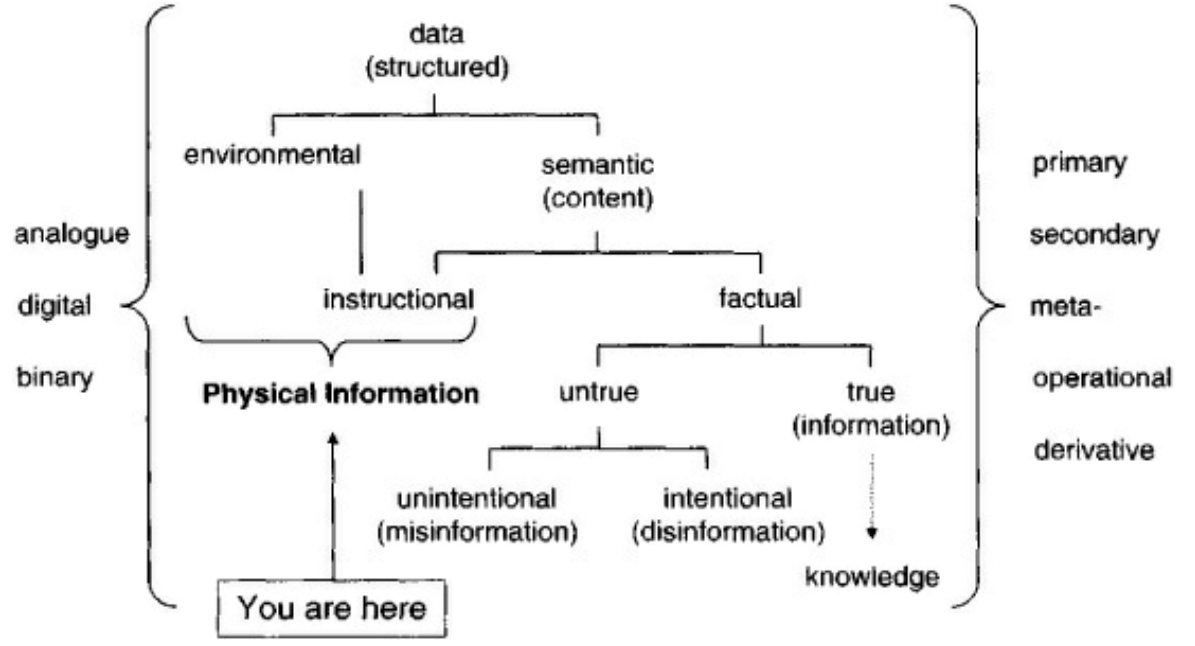 data
(structured)
environmental
semantic
(content)
primary
analogue
secondary
instructional
factual
digital
meta-
binary
Physical Information
untrue
true
(information)
operational
derivative
unintentional
(misinformation)
intentional
(disinformation)
knowledge
You are here